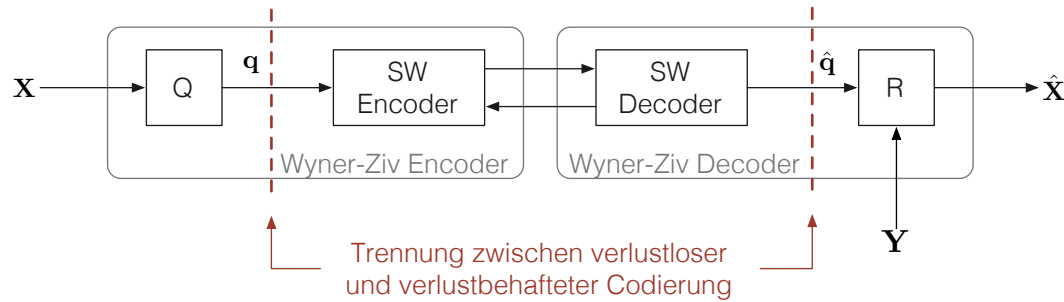 X
Q
q
SW
Encoder
SW
Decoder
q̂
R
X̂
Wyner-Ziv Encoder
Wyner-Ziv Decoder
Y
Trennung zwischen verlustloser
und verlustbehafteter Codierung